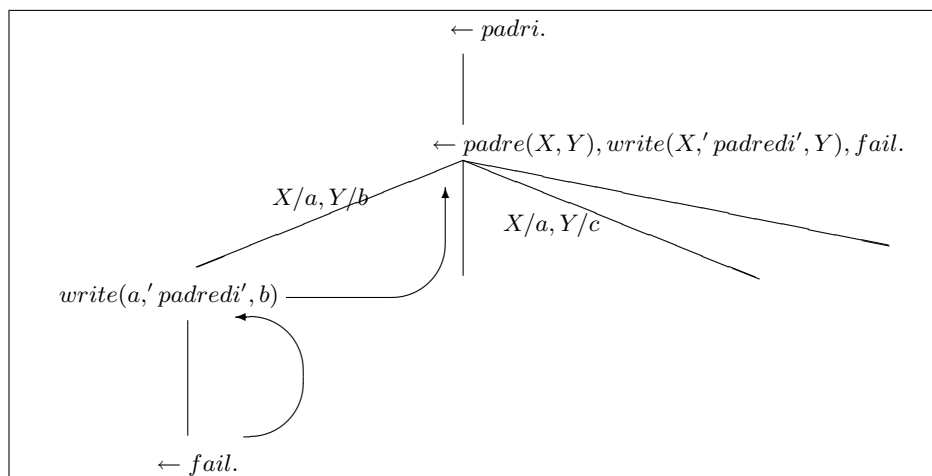 ← padri.
← padre(X, Y), write(X,' padredi', Y), fail.
X/a, Y/b
X/a, Y/c
write(a,' padredi', b)
← fail.